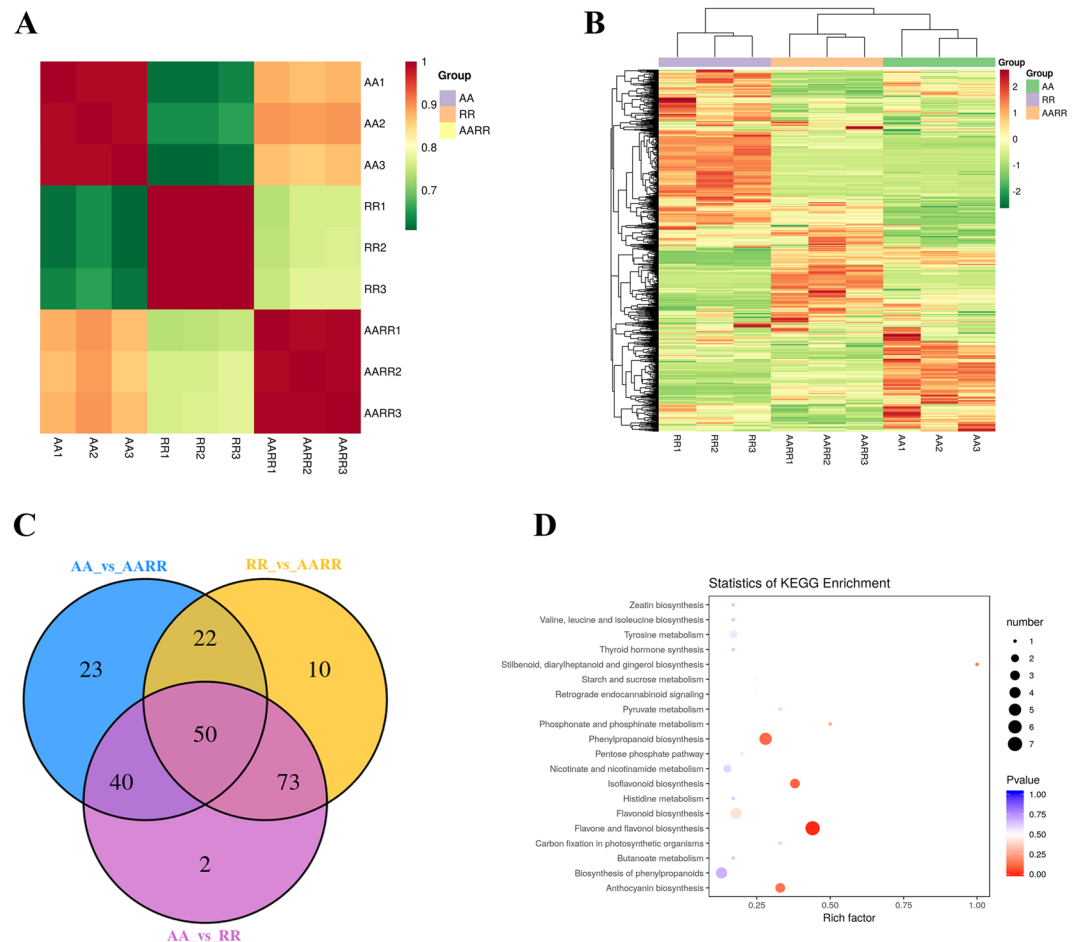 A
1
0.9
0.8
0.7
Group
AA
RR
AARR
AA1
AA2
AA3
RR1
RR2
RR3
AARR1
AARR2
AARR3
AA1
AA2
AA3
RR1
RR2
RR3
AARR1
AARR2
AARR3
B
Group
2
1
0
-1
-2
Group
AA
RR
AARR
RR1
RR2
RR3
AARR1
AARR2
AARR3
AA1
AA2
AA3
C
AA_vs_AARR
RR_vs_AARR
22
23
10
50
40
73
2
AA_vs_RR
D
Statistics of KEGG Enrichment
Zeatin biosynthesis
Valine, leucine and isoleucine biosynthesis
Tyrosine metabolism
Thyroid hormone synthesis
Stilbenoid, diarylheptanoid and gingerol biosynthesis
Starch and sucrose metabolism
Retrograde endocannabinoid signaling
Pyruvate metabolism
Phosphonate and phosphinate metabolism
Phenylpropanoid biosynthesis
Pentose phosphate pathway
Nicotinate and nicotinamide metabolism
Isoflavonoid biosynthesis
Histidine metabolism
Flavonoid biosynthesis
Flavone and flavonol biosynthesis
Carbon fixation in photosynthetic organisms
Butanoate metabolism
Biosynthesis of phenylpropanoids
Anthocyanin biosynthesis
0.25
0.50
0.75
1.00
Rich factor
number
1
2
3
4
5
6
7
Pvalue
1.00
0.75
0.50
0.25
0.00